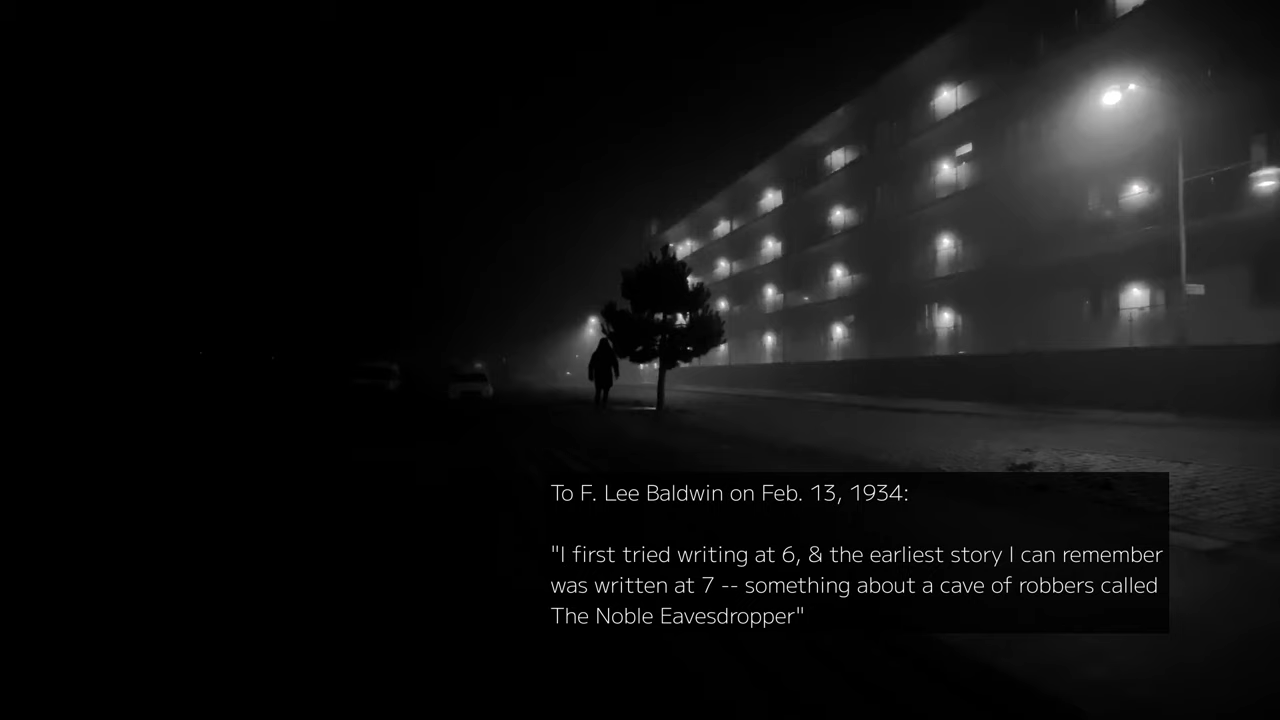 To F. Lee Baldwin on Feb. 13, 1934:
"I first tried writing at 6, & the earliest story I can remember
was written at 7 -- something about a cave of robbers called
The Noble Eavesdropper"